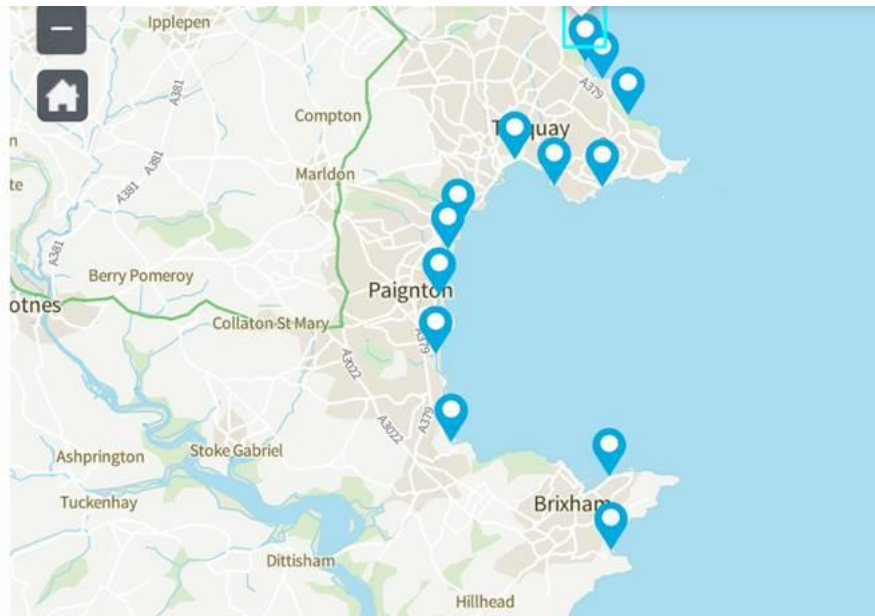 Ipplepen
A381
A379
Compton
Torquay
n
A381
Marldon
te
A381
A381
Berry Pomeroy
Paignton
otnes
Collaton St Mary
A379
A3022
A379
A3022
Stoke Gabriel
Ashprington
Tuckenhay
Brixham
Dittisham
Hillhead